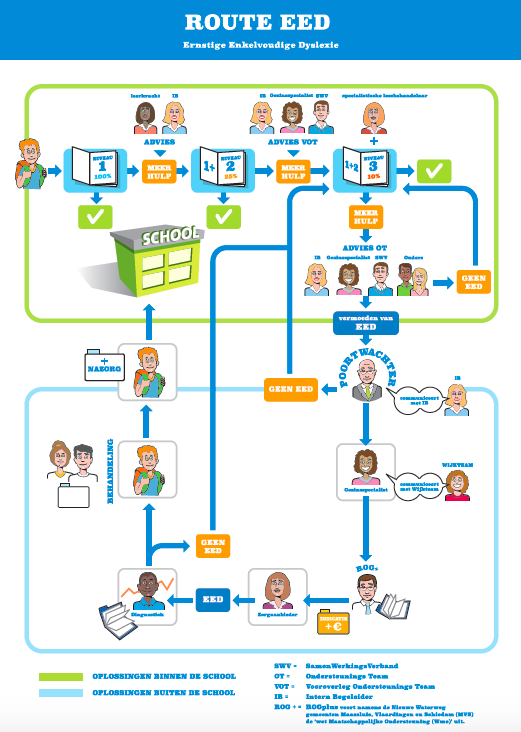 ROUTE EED
Ernstige Enkelvoudige Dyslexie
leerkracht IB
IB Gezinsspecialist SWV
specialistische leesbehandelaar
ADVIES
ADVIES VOT
+
NIVEAU
1
100%
MEER
HULP
1+
NIVEAU
2
25%
MEER
HULP
1+2
NIVEAU
3
10%
MEER
HULP
SCHOOL
ADVIES OT
IB Gezinsspecialist SWV Ouders
GEEN
EED
vermoeden van
EED
POORTWACHTER
+
NAZORG
GEEN EED
IB
communiceert
met IB
BEHANDELING
Gezinsspecialist
WIJKTEAM
communiceert
met Wijkteam
GEEN
EED
ROG+
Diagnostiek
EED
Zorgaanbieder
+€
OPLOSSINGEN BINNEN DE SCHOOL
OPLOSSINGEN BUITEN DE SCHOOL
SWV = SamenWerkingsVerband
OT = Ondersteunings Team
VOT = Vooroverleg Ondersteunings Team
IB = Intern Begeleider
ROG + = ROGplus voert namens de Nieuwe Waterweg
gemeenten Maassluis, Vlaardingen en Schiedam (MVS)
de 'wet Maatschappelijke Ondersteuning (Wmo)' uit.